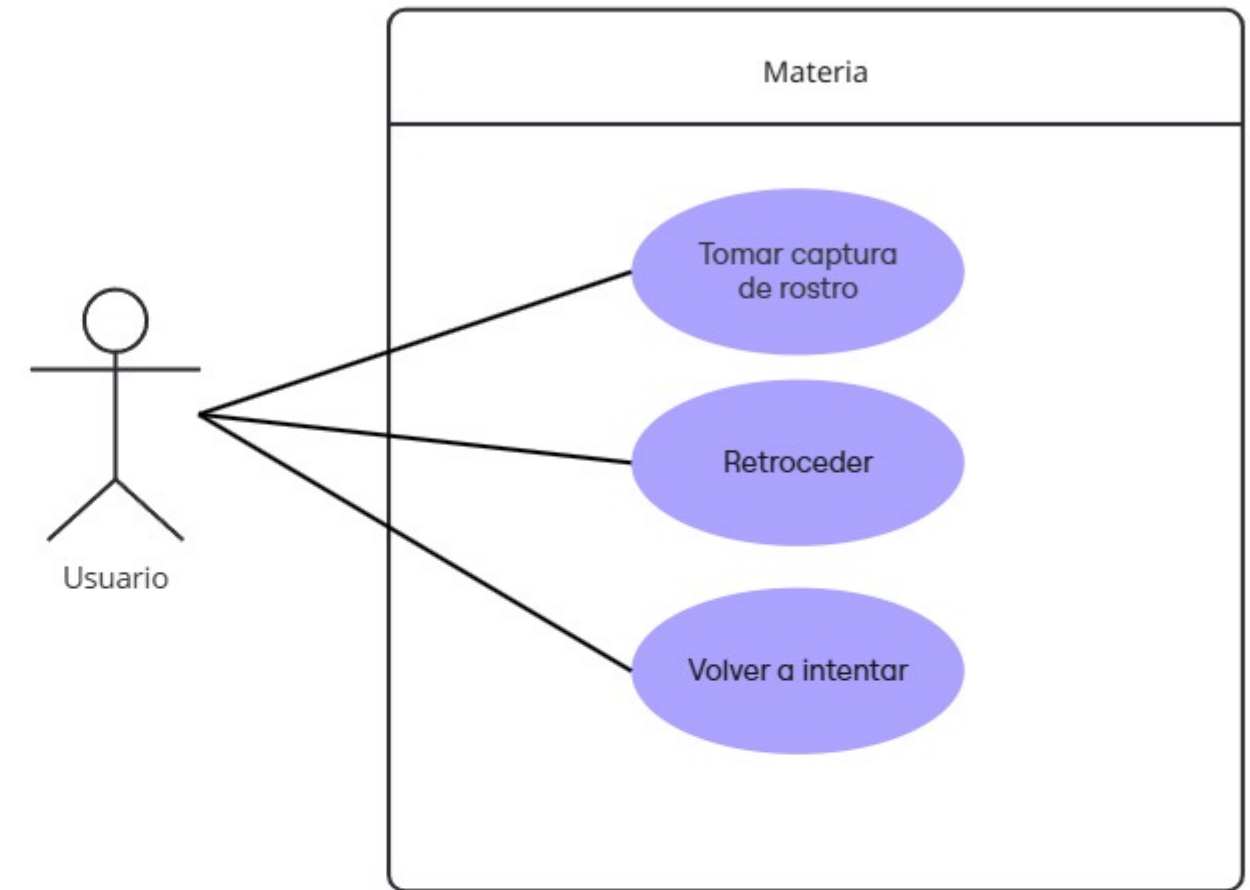 Materia
Tomar captura
de rostro
Retroceder
Usuario
Volver a intentar